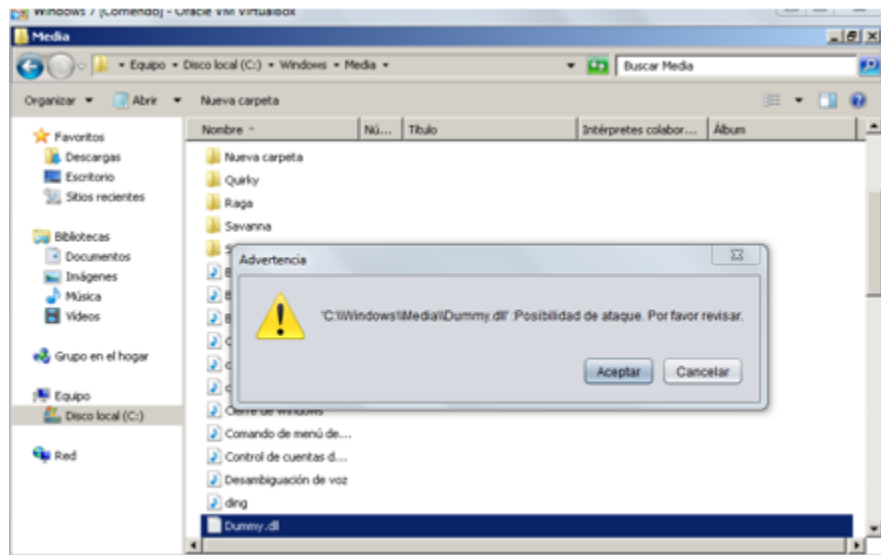 Windows 7 [Corriendo] - Oracle VM VirtualBox
Media
Equipo
Disco local (C:)
Windows
Media
Buscar Media
Organizar
Abrir
Nueva carpeta
Nombre
Nú...
Título
Intérpretes colabor...
Álbum
Favoritos
Descargas
Escritorio
Sitios recientes
Bibliotecas
Documentos
Imágenes
Música
Videos
Grupo en el hogar
Equipo
Disco local (C:)
Red
Nueva carpeta
Quirky
Raga
Savanna
Advertencia
'C:\\Windows\\Media\\Dummy.dll' :Posibilidad de ataque. Por favor revisar.
Aceptar
Cancelar
Cierre de Windows
Comando de menú de...
Control de cuentas d...
Desambiguación de voz
ding
Dummy.dll